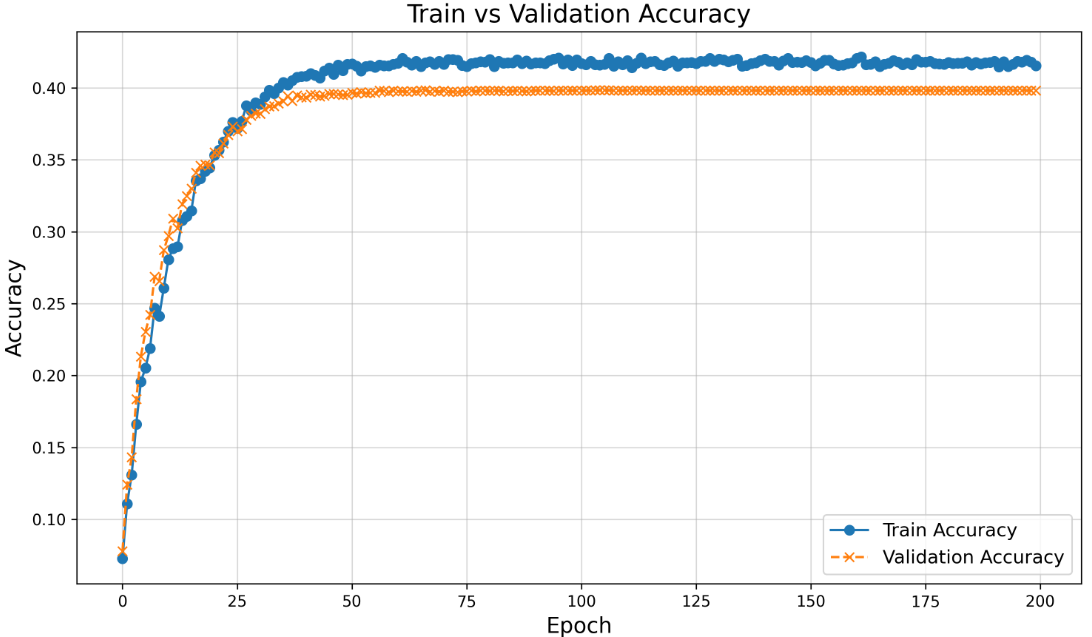 Train vs Validation Accuracy
Accuracy
0.40
0.35
0.30
0.25
0.20
0.15
0.10
Train Accuracy
Validation Accuracy
0 25 50 75 100 125 150 175 200
Epoch